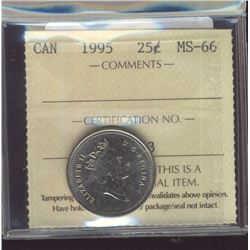 CAN 1995 25¢ MS-66
COMMENTS
CERTIFICATION NO.
ELIZABETH II D·G·REGINA
THIS IS A
AL ITEM.
Tampering validates above opinion.
Have hol package/seal not intact.